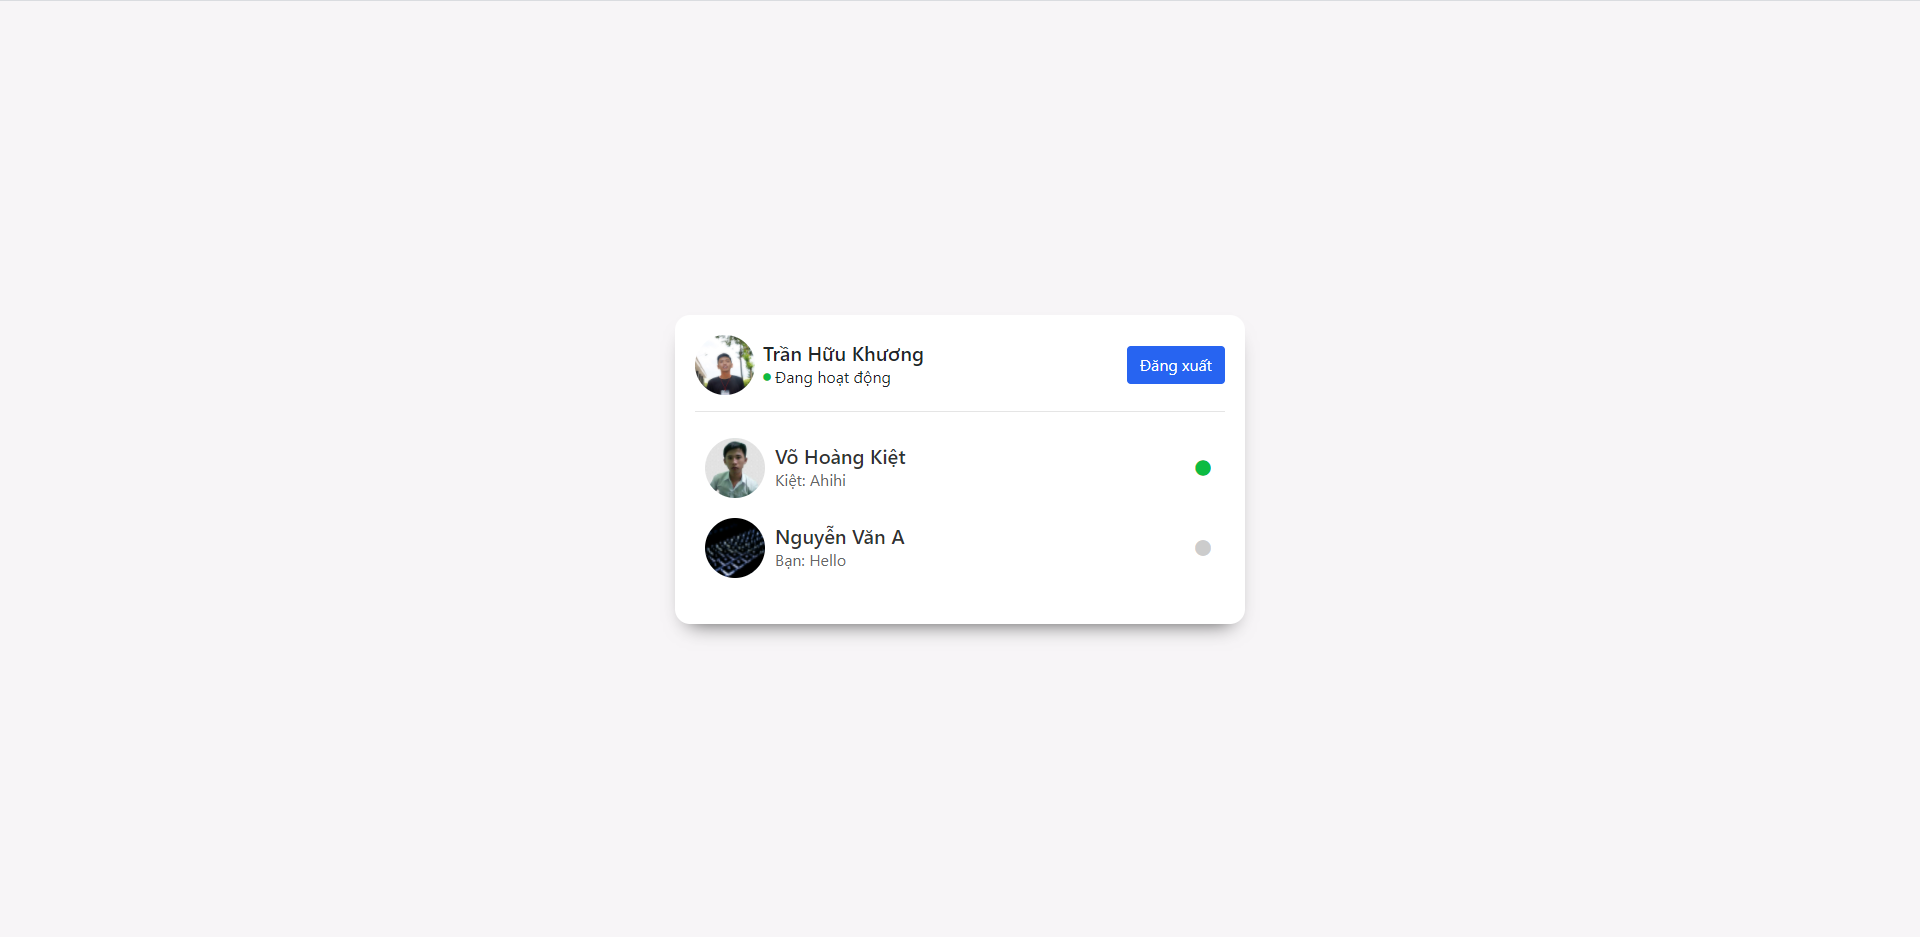 Trần Hữu Khương
Đang hoạt động
Đăng xuất
Võ Hoàng Kiệt
Kiệt: Ahihi
Nguyễn Văn A
Bạn: Hello